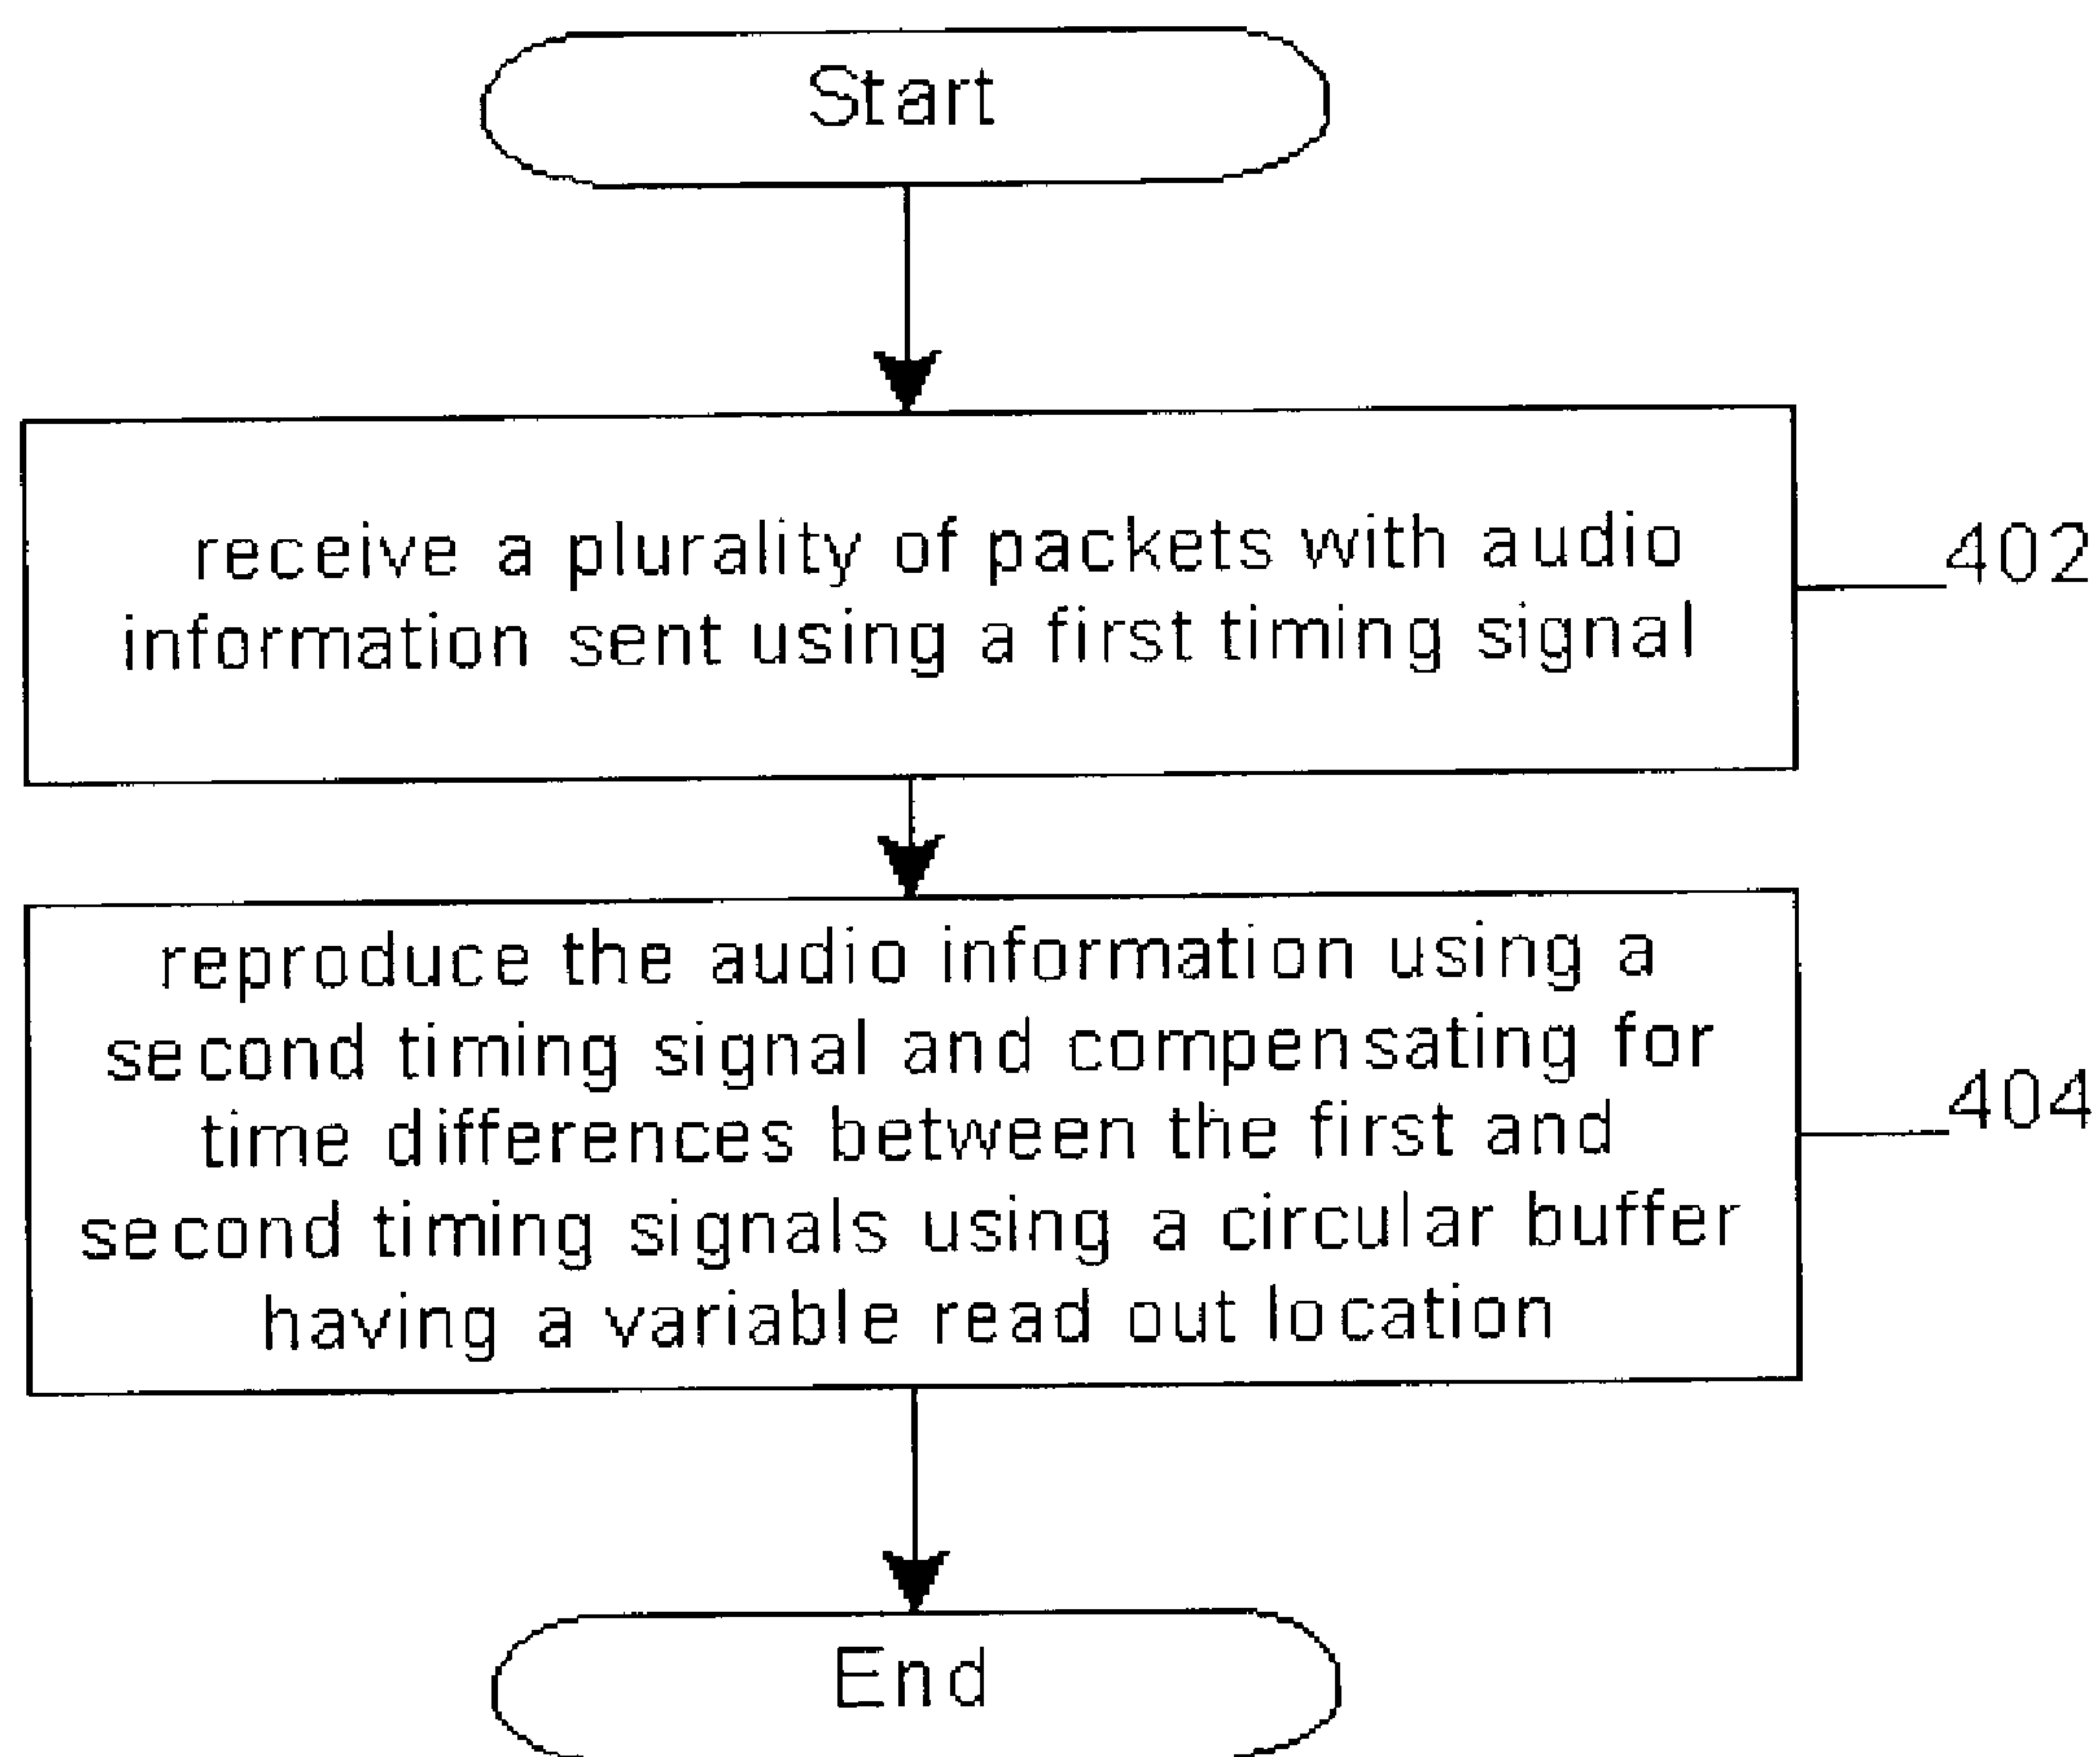 Start
receive a plurality of packets with audio
information sent using a first timing signal
402
reproduce the audio information using a
second timing signal and compensating for
time differences between the first and
second timing signals using a circular buffer
having a variable read out location
404
End